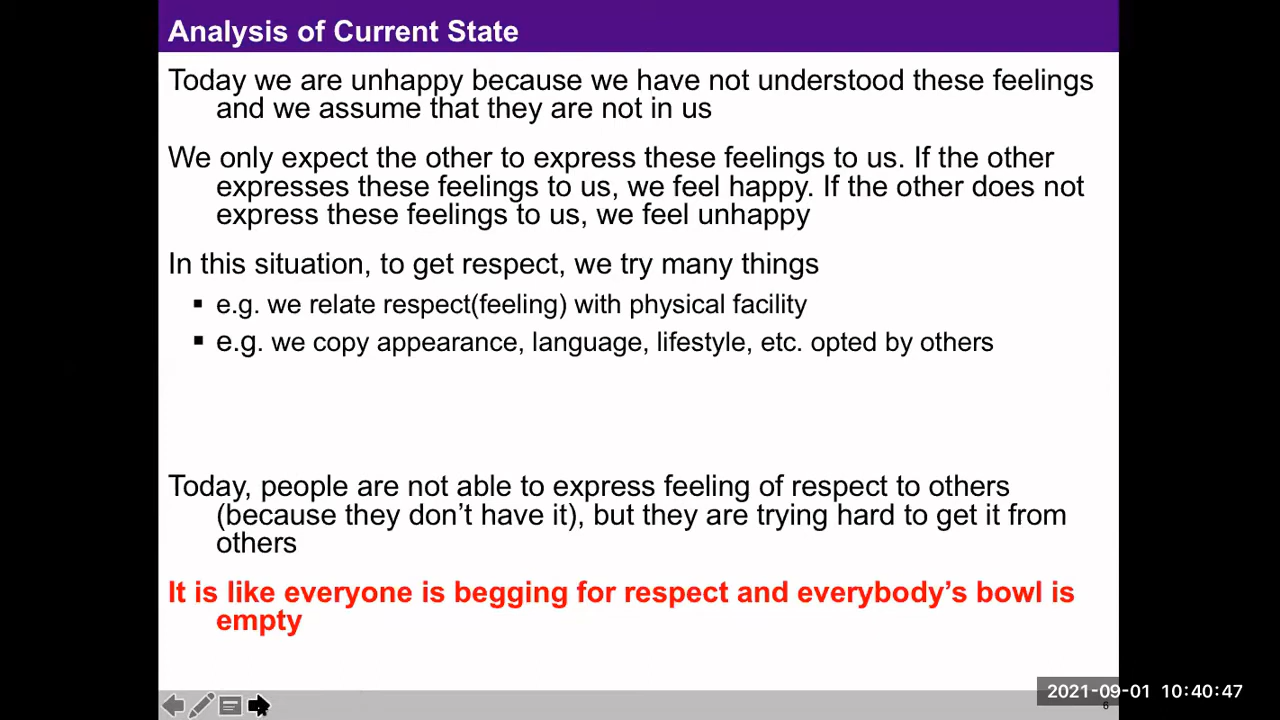 Analysis of Current State
Today we are unhappy because we have not understood these feelings
and we assume that they are not in us
We only expect the other to express these feelings to us. If the other
expresses these feelings to us, we feel happy. If the other does not
express these feelings to us, we feel unhappy
In this situation, to get respect, we try many things
▪ e.g. we relate respect(feeling) with physical facility
▪ e.g. we copy appearance, language, lifestyle, etc. opted by others
Today, people are not able to express feeling of respect to others
(because they don’t have it), but they are trying hard to get it from
others
It is like everyone is begging for respect and everybody’s bowl is
empty
2021-09-01 10:40:47
6